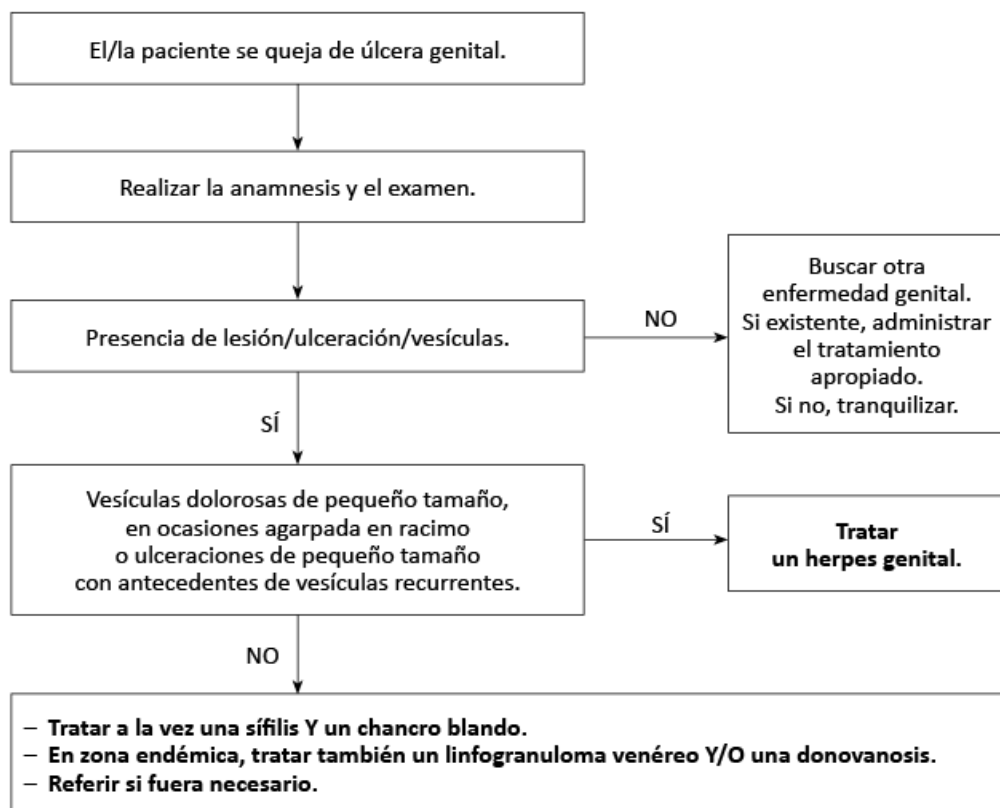 El/la paciente se queja de úlcera genital.
Realizar la anamnesis y el examen.
Presencia de lesión/ulceración/vesículas.
NO
Buscar otra
enfermedad genital.
Si existente, administrar
el tratamiento
apropiado.
Si no, tranquilizar.
SÍ
Vesículas dolorosas de pequeño tamaño,
en ocasiones agarpada en racimo
o ulceraciones de pequeño tamaño
con antecedentes de vesículas recurrentes.
SÍ
Tratar
un herpes genital.
NO
– Tratar a la vez una sífilis Y un chancro blando.
– En zona endémica, tratar también un linfogranuloma venéreo Y/O una donovanosis.
– Referir si fuera necesario.